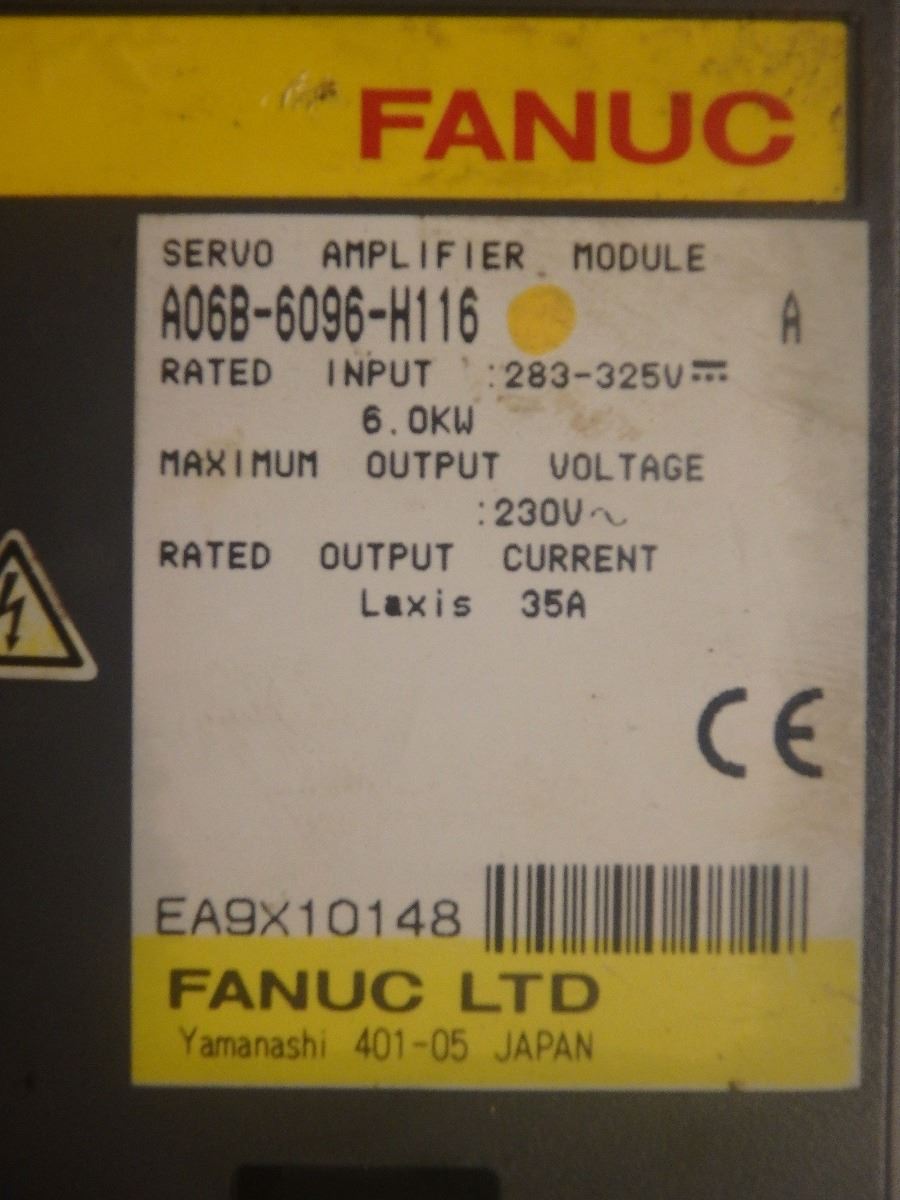 FANUC
SERVO AMPLIFIER MODULE
A06B-6096-H116 A
RATED INPUT :283-325V⎓
6.0KW
MAXIMUM OUTPUT VOLTAGE
:230V~
RATED OUTPUT CURRENT
Laxis 35A
CE
EA9X10148
FANUC LTD
Yamanashi 401-05 JAPAN